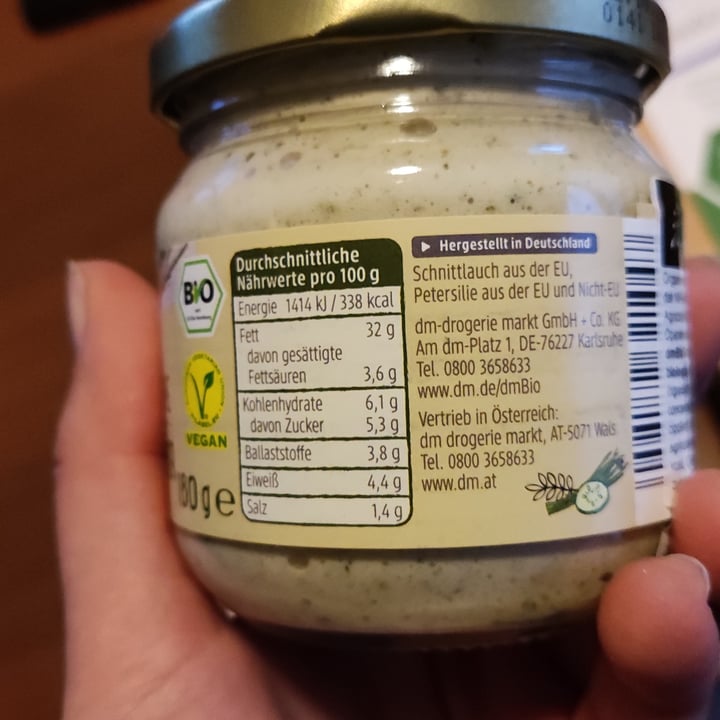 014
BIO
VEGAN
180 g e
Durchschnittliche
Nährwerte pro 100 g
Energie 1414 kJ / 338 kcal
Fett 32 g
davon gesättigte
Fettsäuren 3,6 g
Kohlenhydrate 6,1 g
davon Zucker 5,3 g
Ballaststoffe 3,8 g
Eiweiß 4,4 g
Salz 1,4 g
▶ Hergestellt in Deutschland
Schnittlauch aus der EU,
Petersilie aus der EU und Nicht-EU
dm-drogerie markt GmbH + Co. KG
Am dm-Platz 1, DE-76227 Karlsruhe
Tel. 0800 3658633
www.dm.de/dmBio
Vertrieb in Österreich:
dm drogerie markt, AT-5071 Wals
Tel. 0800 3658633
www.dm.at